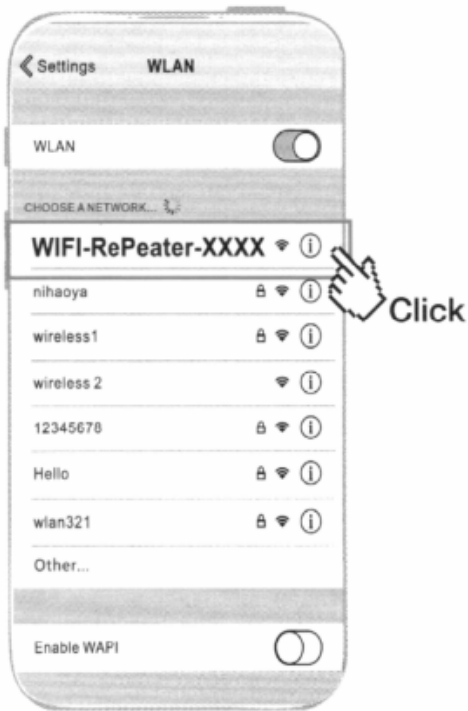 Settings WLAN
WLAN
CHOOSE A NETWORK...
WIFI-RePeater-XXXX
nihaoya
Click
wireless1
wireless 2
12345678
Hello
wlan321
Other...
Enable WAPI